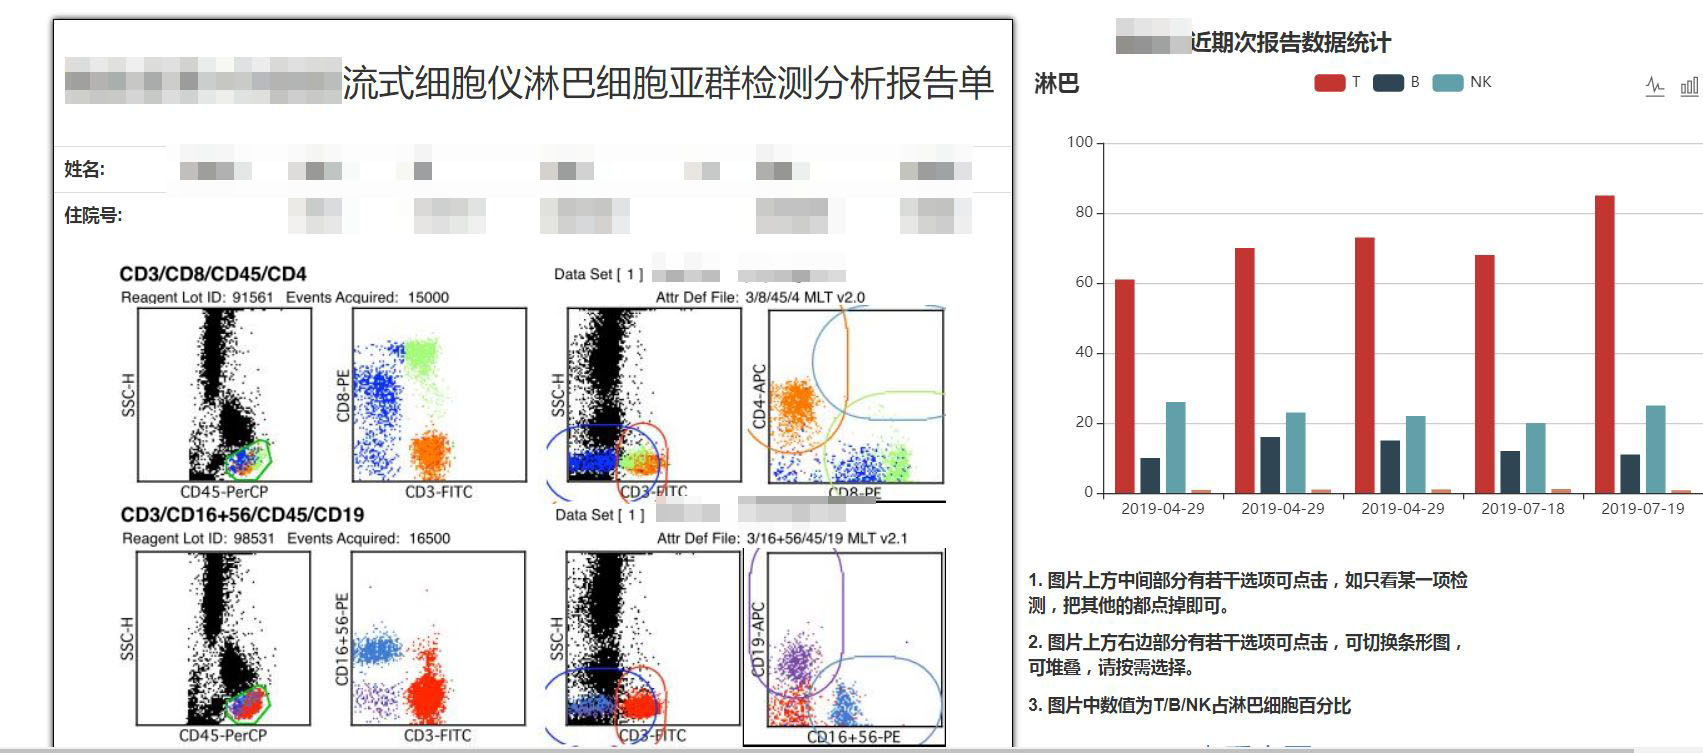 流式细胞仪淋巴细胞亚群检测分析报告单
姓名:
住院号:
CD3/CD8/CD45/CD4
Data Set [ 1 ]
Reagent Lot ID: 91561 Events Acquired: 15000
Attr Def File: 3/8/45/4 MLT v2.0
SSC-H
CD8-PE
SSC-H
CD4-APC
CD45-PerCP
CD3-FITC
CD3-FITC
CD8-PE
CD3/CD16+56/CD45/CD19
Data Set [ 1 ]
Reagent Lot ID: 98531 Events Acquired: 16500
Attr Def File: 3/16+56/45/19 MLT v2.1
SSC-H
CD16+56-PE
SSC-H
CD19-APC
CD45-PerCP
CD3-FITC
CD3-FITC
CD16+56-PE
近期次报告数据统计
淋巴
T
B
NK
100
80
60
40
20
0
2019-04-29
2019-04-29
2019-04-29
2019-07-18
2019-07-19
1. 图片上方中间部分有若干选项可点击，如只看某一项检
测，把其他的都点掉即可。
2. 图片上方右边部分有若干选项可点击，可切换条形图，
可堆叠，请按需选择。
3. 图片中数值为T/B/NK占淋巴细胞百分比